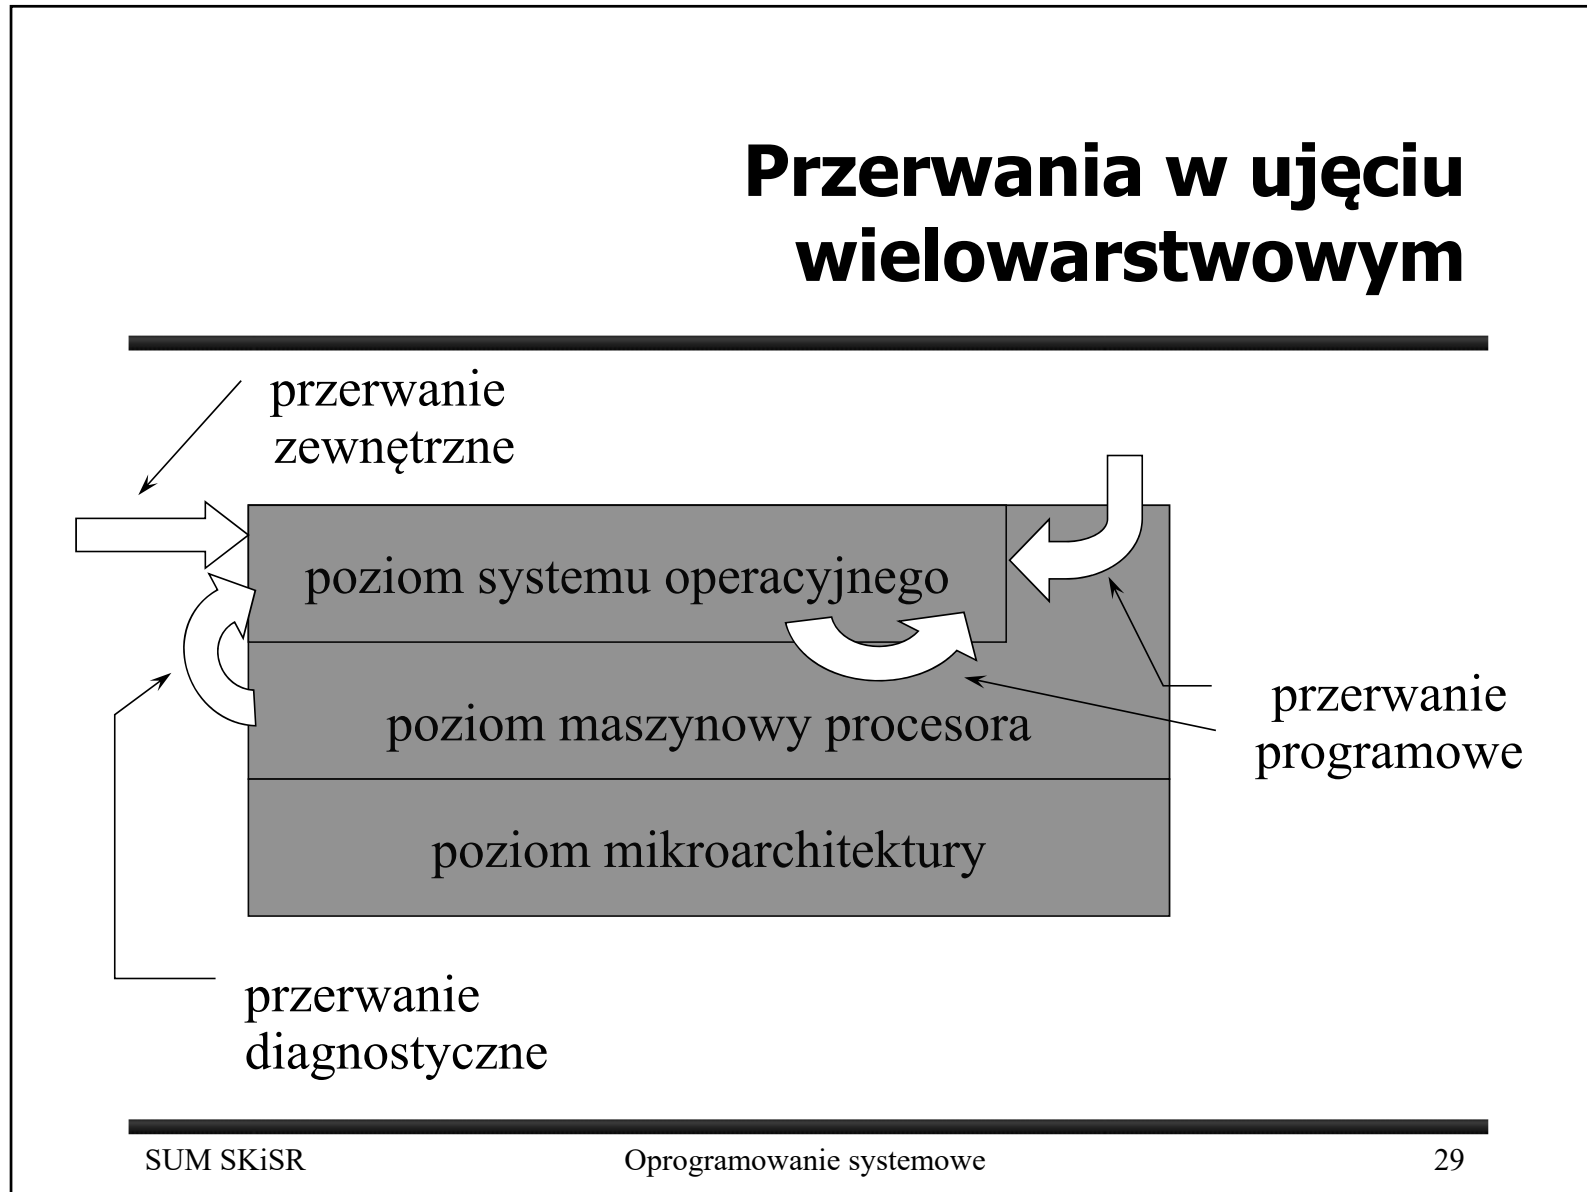 Przerwania w ujęciu
wielowarstwowym
przerwanie
zewnętrzne
poziom systemu operacyjnego
poziom maszynowy procesora
przerwanie
programowe
poziom mikroarchitektury
przerwanie
diagnostyczne
SUM SKiSR Oprogramowanie systemowe 29